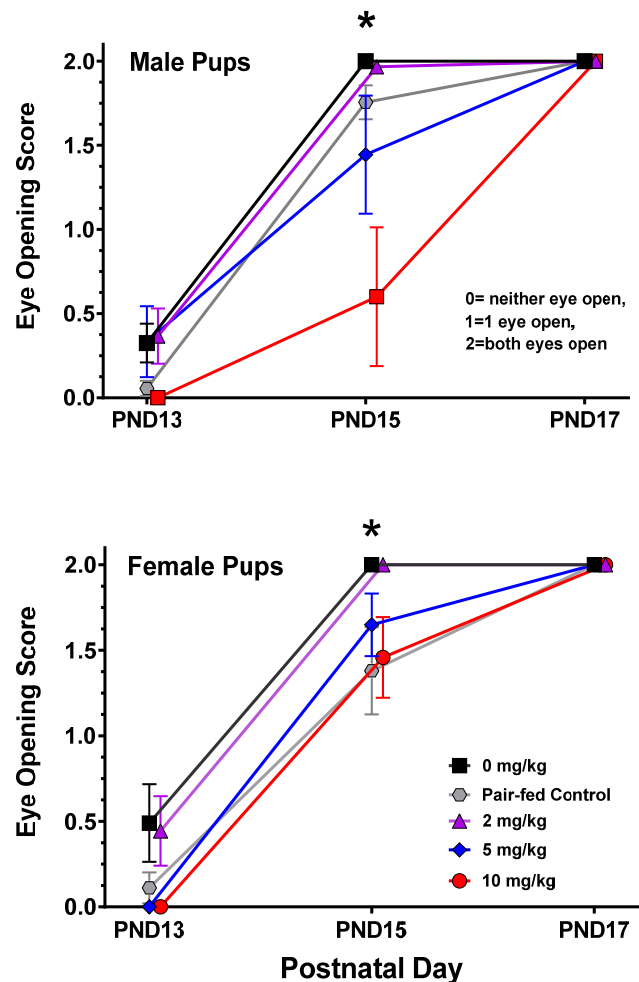 *
Male Pups
2.0
1.5
1.0
0.5
0.0
Eye Opening Score
0= neither eye open,
1=1 eye open,
2=both eyes open
PND13 PND15 PND17
*
Female Pups
2.0
1.5
1.0
0.5
0.0
Eye Opening Score
0 mg/kg
Pair-fed Control
2 mg/kg
5 mg/kg
10 mg/kg
PND13 PND15 PND17
Postnatal Day